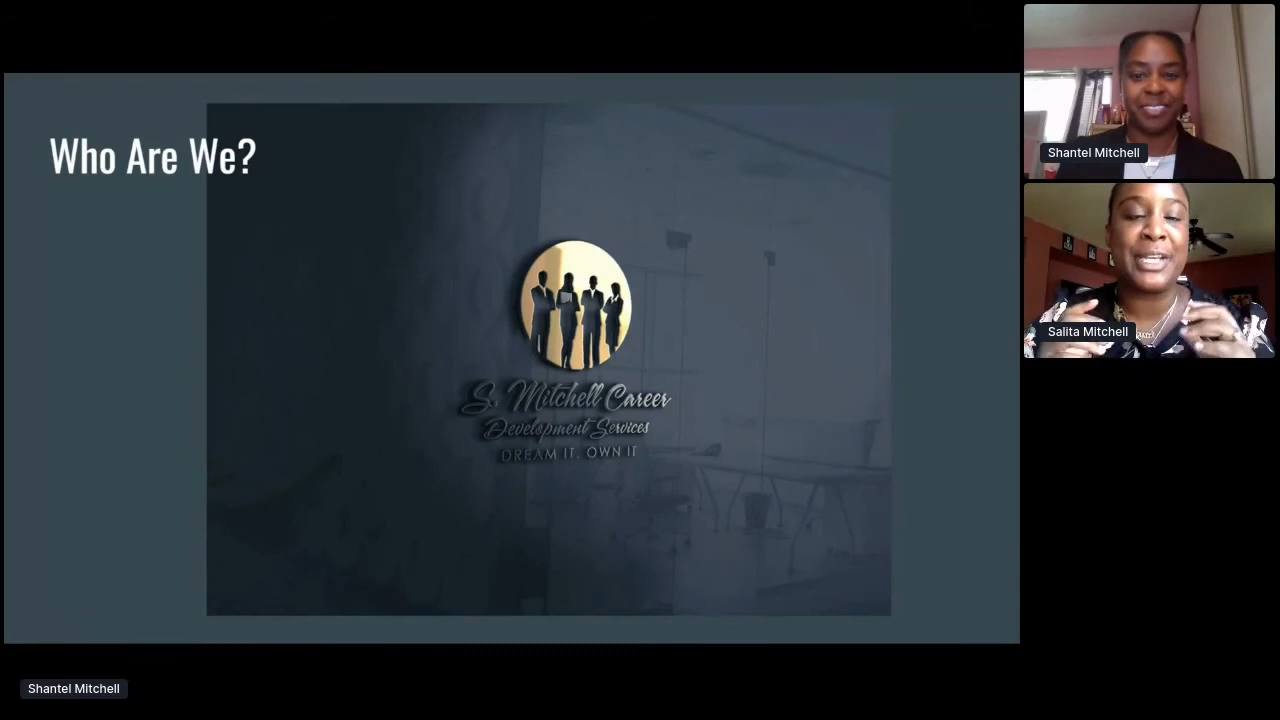 Who Are We?
S. Mitchell Career
Development Services
DREAM IT. OWN IT
Shantel Mitchell
Salita Mitchell
Shantel Mitchell